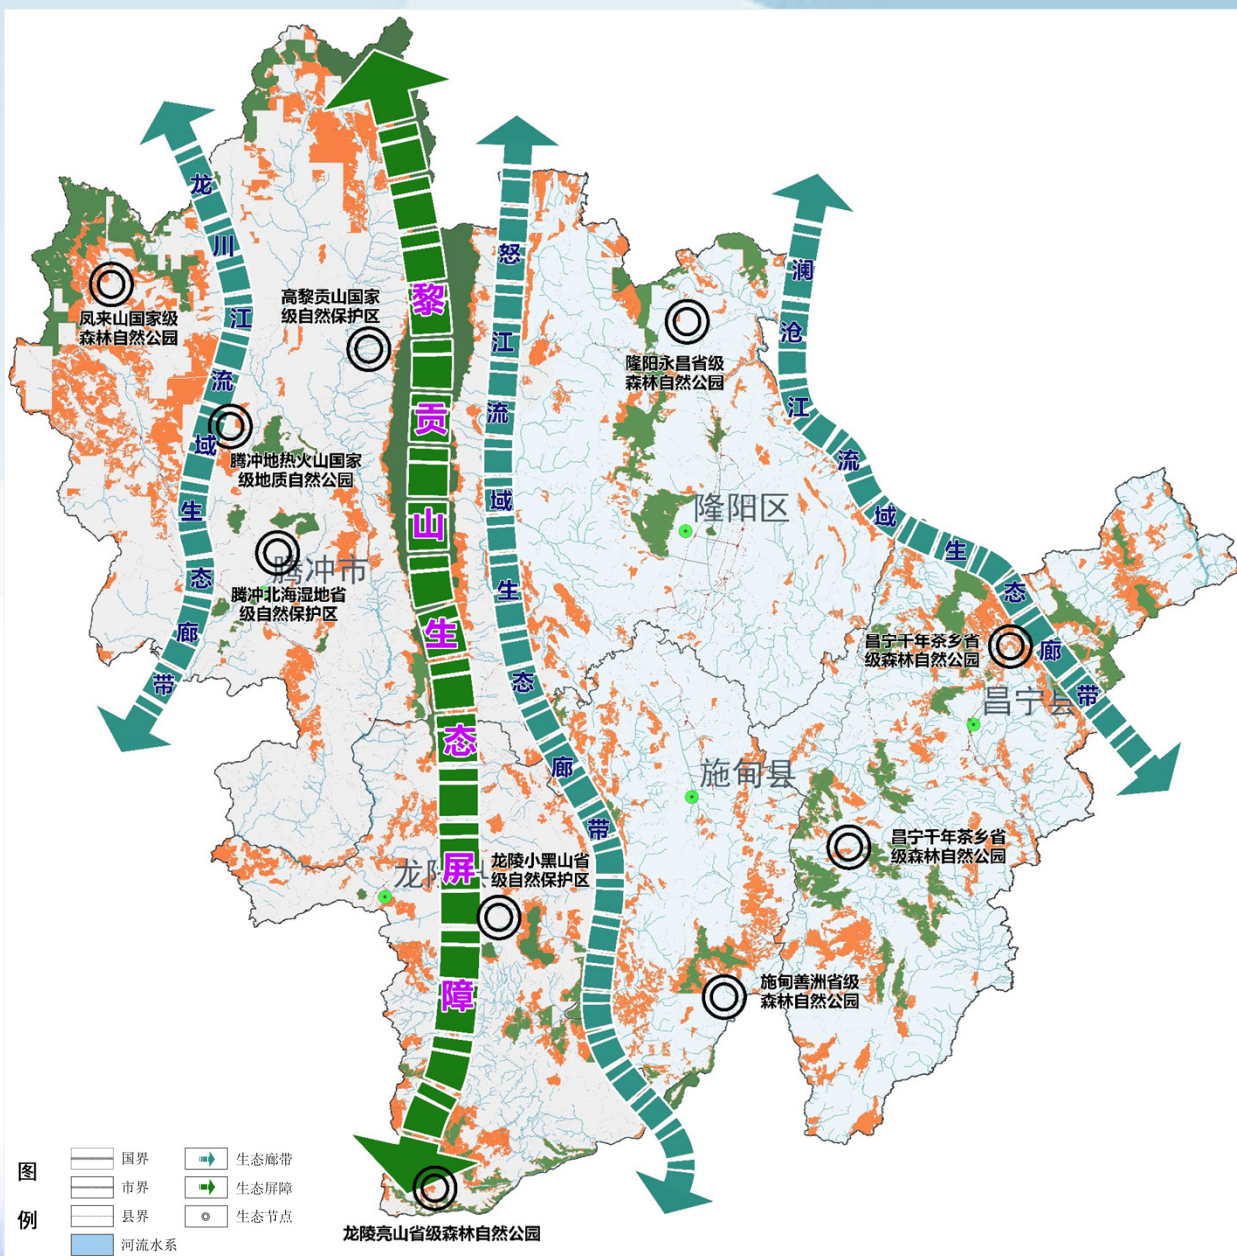 龙川江流域生态廊带
黎贡山生态屏障
怒江流域生态廊带
澜沧江流域生态廊带
凤来山国家级
森林自然公园
高黎贡山国家
级自然保护区
隆阳永昌省级
森林自然公园
腾冲地热火山国家
级地质自然公园
隆阳区
腾冲市
腾冲北海湿地省
级自然保护区
昌宁千年茶乡省
级森林自然公园
昌宁县
施甸县
昌宁千年茶乡省
级森林自然公园
龙陵小黑山省
级自然保护区
龙陵县
施甸善洲省级
森林自然公园
龙陵亮山省级森林自然公园
图例
国界
市界
县界
河流水系
生态廊带
生态屏障
生态节点